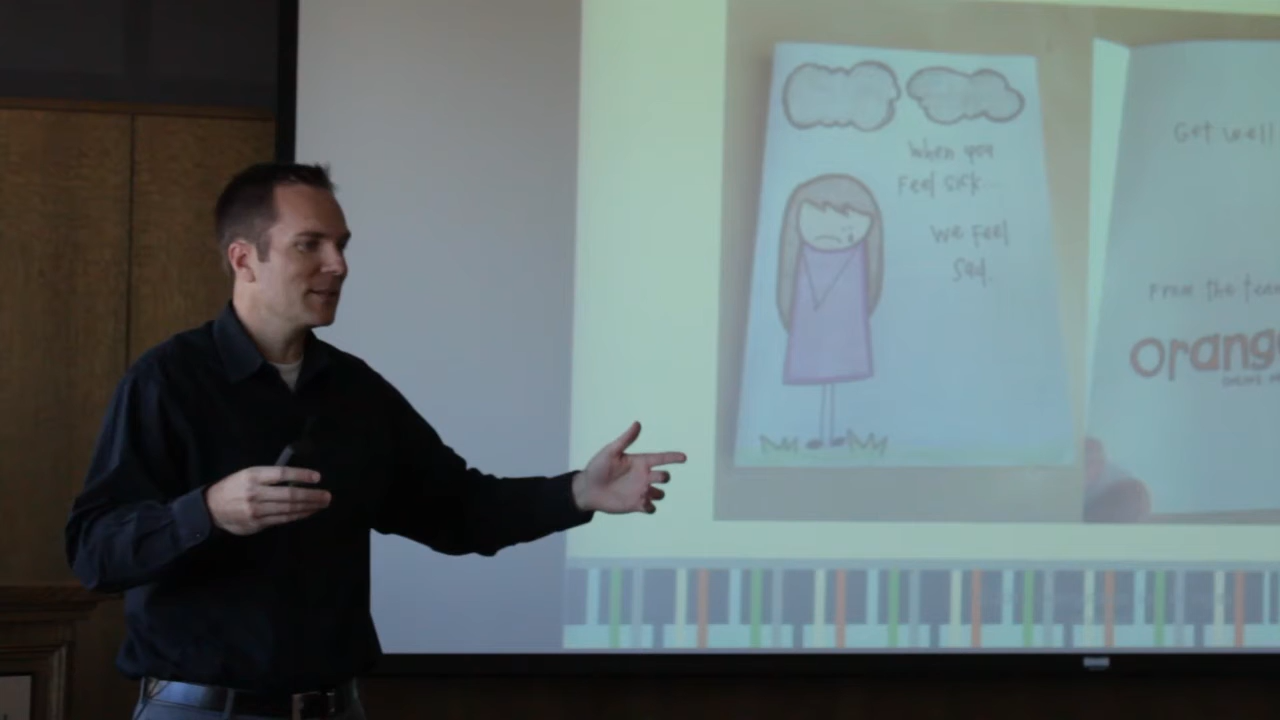 When you
Feel sick...
We Feel
Sad.
Get well
From the team
orang